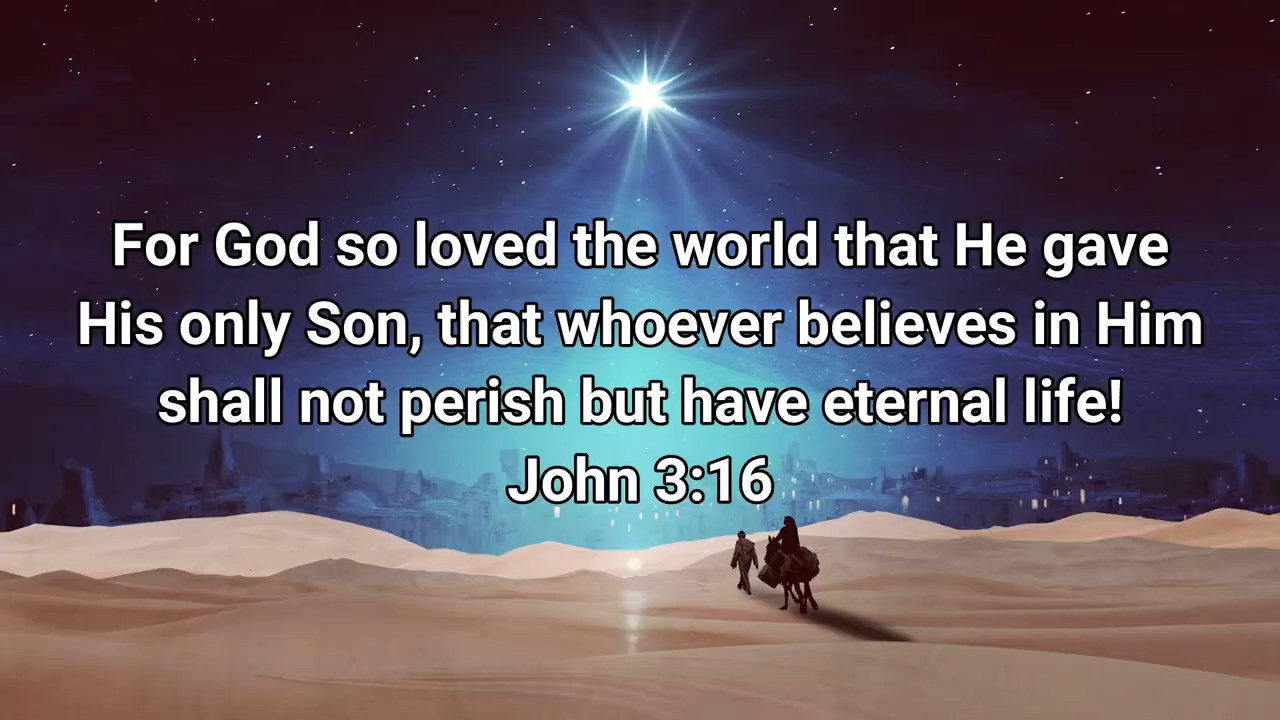 For God so loved the world that He gave
His only Son, that whoever believes in Him
shall not perish but have eternal life!
John 3:16